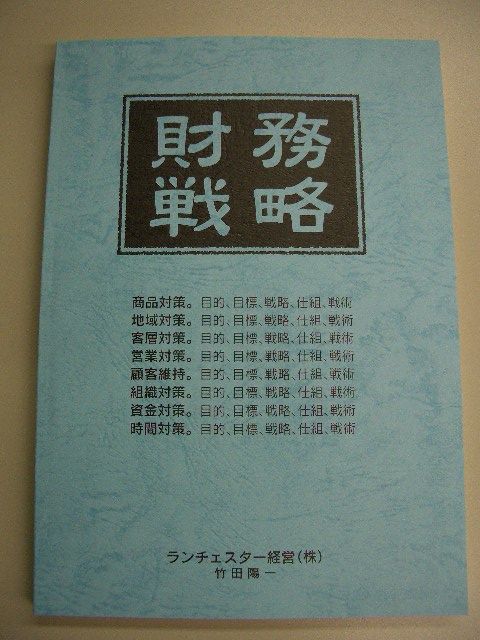 財務
戦略
商品対策。目的、目標、戦略、仕組、戦術
地域対策。目的、目標、戦略、仕組、戦術
客層対策。目的、目標、戦略、仕組、戦術
営業対策。目的、目標、戦略、仕組、戦術
顧客維持。目的、目標、戦略、仕組、戦術
組織対策。目的、目標、戦略、仕組、戦術
資金対策。目的、目標、戦略、仕組、戦術
時間対策。目的、目標、戦略、仕組、戦術
ランチェスター経営(株)
竹田陽一